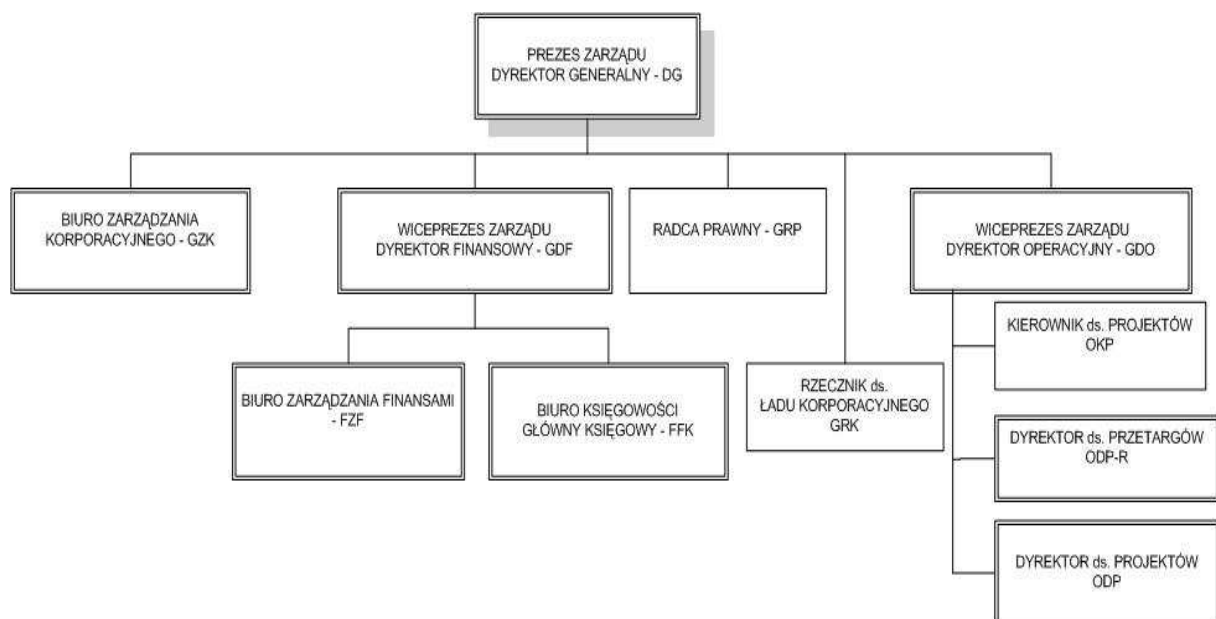 PREZES ZARZĄDU
DYREKTOR GENERALNY - DG
BIURO ZARZĄDZANIA
KORPORACYJNEGO - GZK
WICEPREZES ZARZĄDU
DYREKTOR FINANSOWY - GDF
RADCA PRAWNY - GRP
WICEPREZES ZARZĄDU
DYREKTOR OPERACYJNY - GDO
BIURO ZARZĄDZANIA FINANSAMI
- FZF
BIURO KSIĘGOWOŚCI
GŁÓWNY KSIĘGOWY - FFK
RZECZNIK ds.
ŁADU KORPORACYJNEGO
GRK
KIEROWNIK ds. PROJEKTÓW
OKP
DYREKTOR ds. PRZETARGÓW
ODP-R
DYREKTOR ds. PROJEKTÓW
ODP